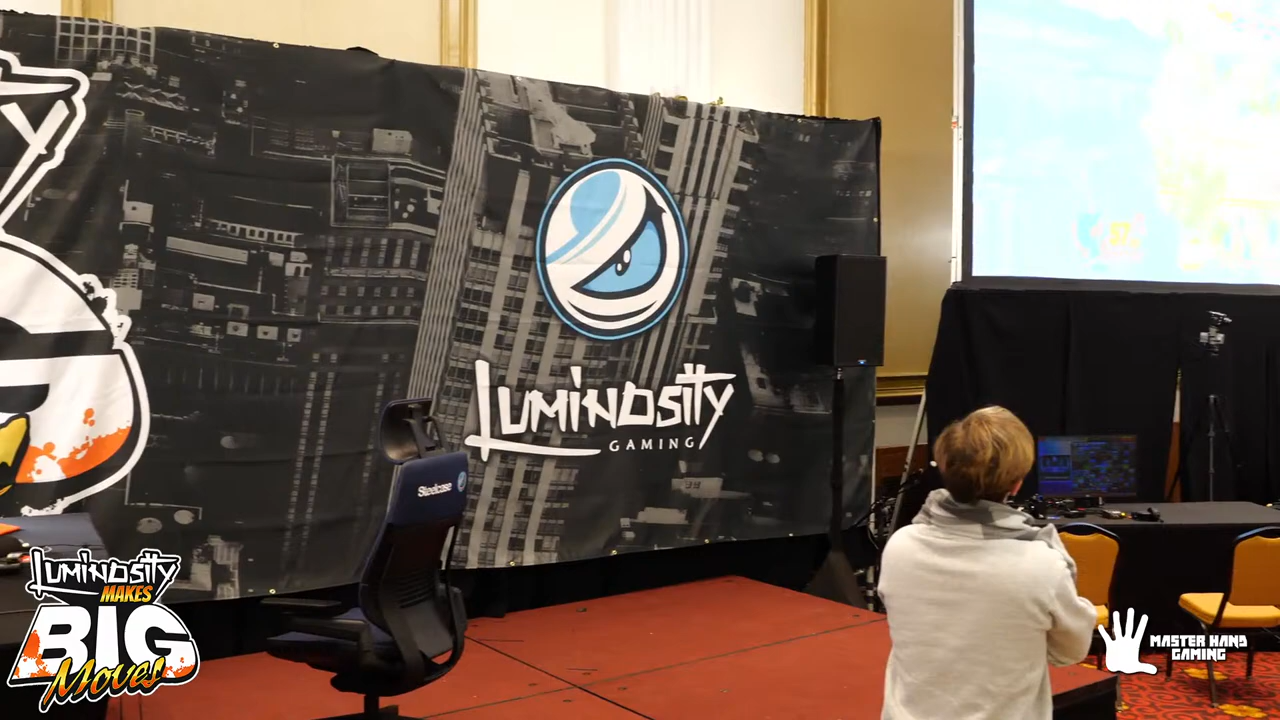 LUMINOSITY
GAMING
Steelcase
LUMINOSITY
MAKES
BIG
Moves
MASTER HAND
GAMING